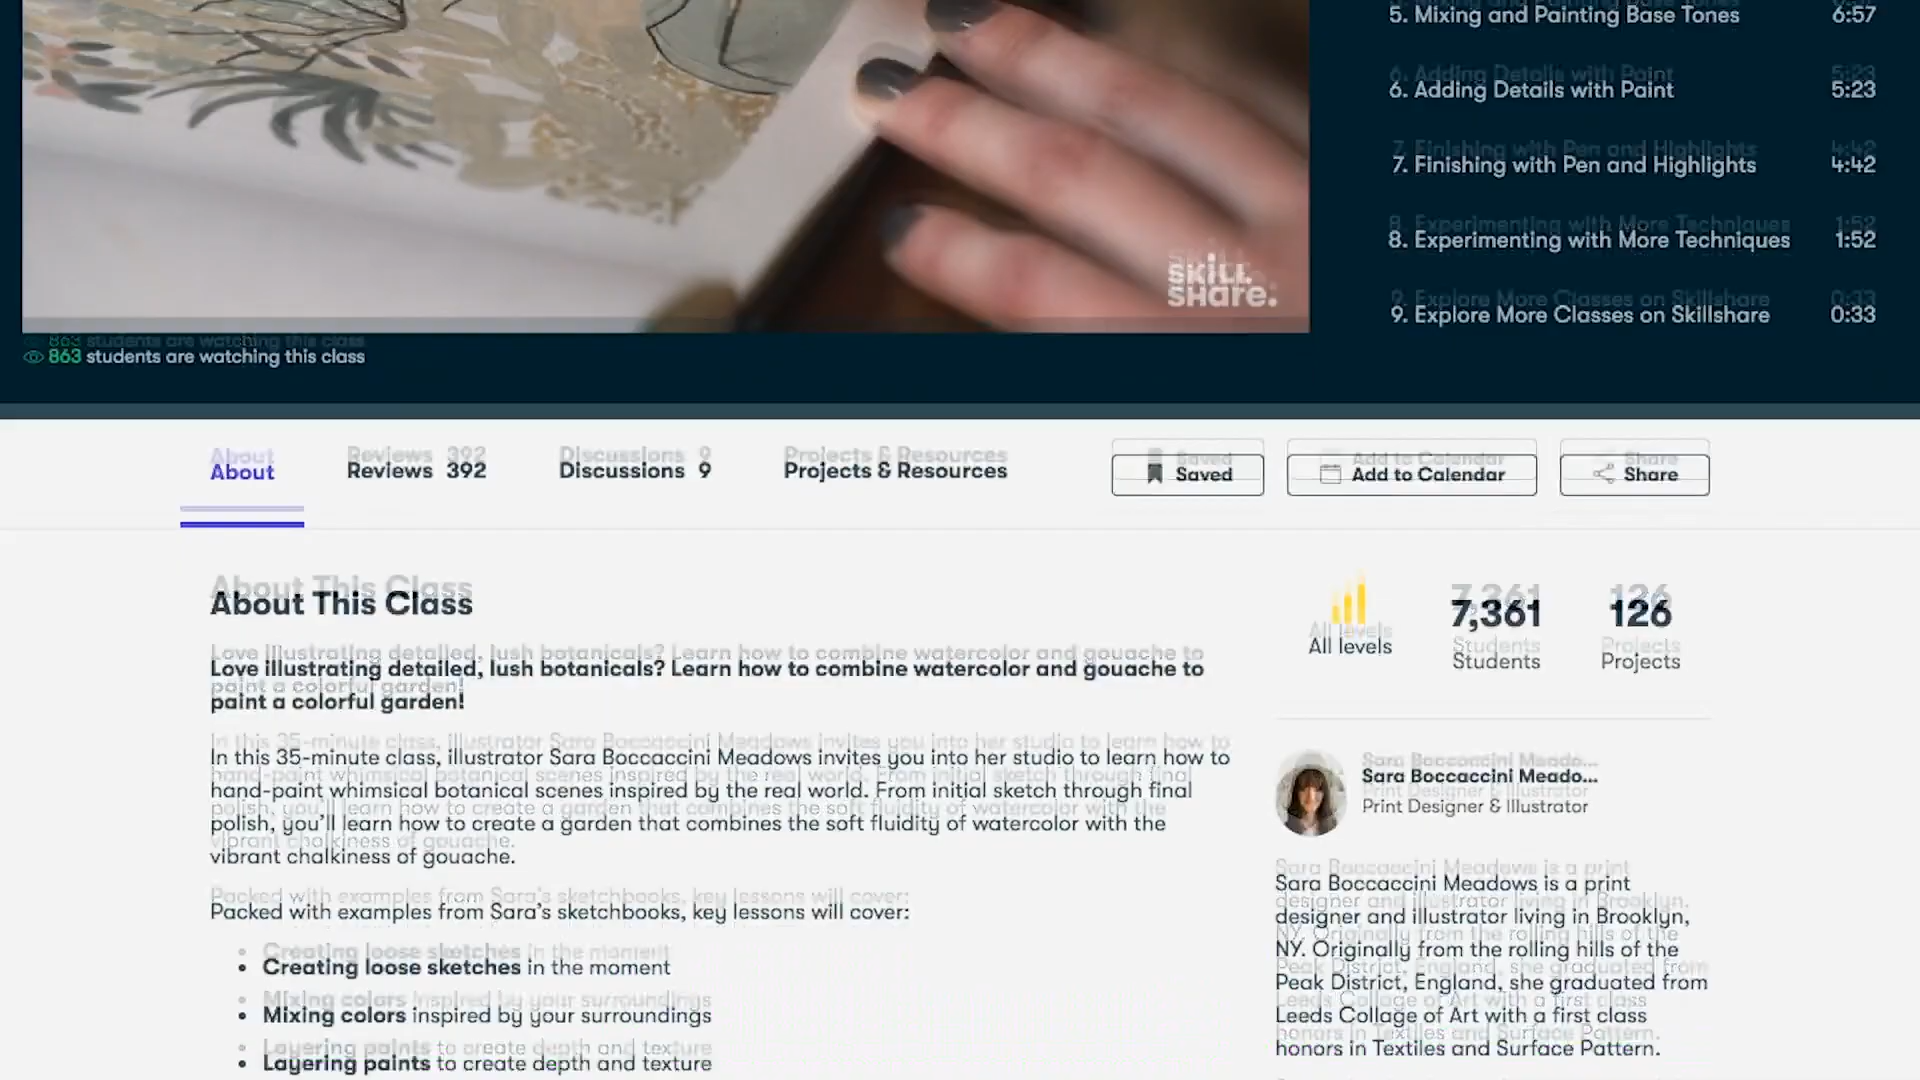 5. Mixing and Painting Base Tones 6:57
6. Adding Details with Paint 5:23
7. Finishing with Pen and Highlights 4:42
8. Experimenting with More Techniques 1:52
9. Explore More Classes on Skillshare 0:33
SKILL
SHare.
863 students are watching this class
About Reviews 392 Discussions 9 Projects & Resources Saved Add to Calendar Share
About This Class
Love illustrating detailed, lush botanicals? Learn how to combine watercolor and gouache to
paint a colorful garden!
In this 35-minute class, illustrator Sara Boccaccini Meadows invites you into her studio to learn how to
hand-paint whimsical botanical scenes inspired by the real world. From initial sketch through final
polish, you'll learn how to create a garden that combines the soft fluidity of watercolor with the
vibrant chalkiness of gouache.
Packed with examples from Sara's sketchbooks, key lessons will cover:
• Creating loose sketches in the moment
• Mixing colors inspired by your surroundings
• Layering paints to create depth and texture
All levels
7,361
Students
126
Projects
Sara Boccaccini Meado...
Print Designer & Illustrator
Sara Boccaccini Meadows is a print
designer and illustrator living in Brooklyn,
NY. Originally from the rolling hills of the
Peak District, England, she graduated from
Leeds Collage of Art with a first class
honors in Textiles and Surface Pattern.